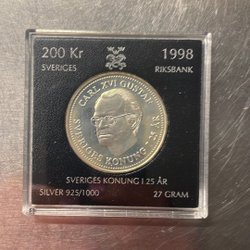 200 Kr 1998
SVERIGES RIKSBANK
CARL XVI GUSTAF
SVERIGES KONUNG 25 ÅR
SVERIGES KONUNG I 25 ÅR
SILVER 925/1000 27 GRAM